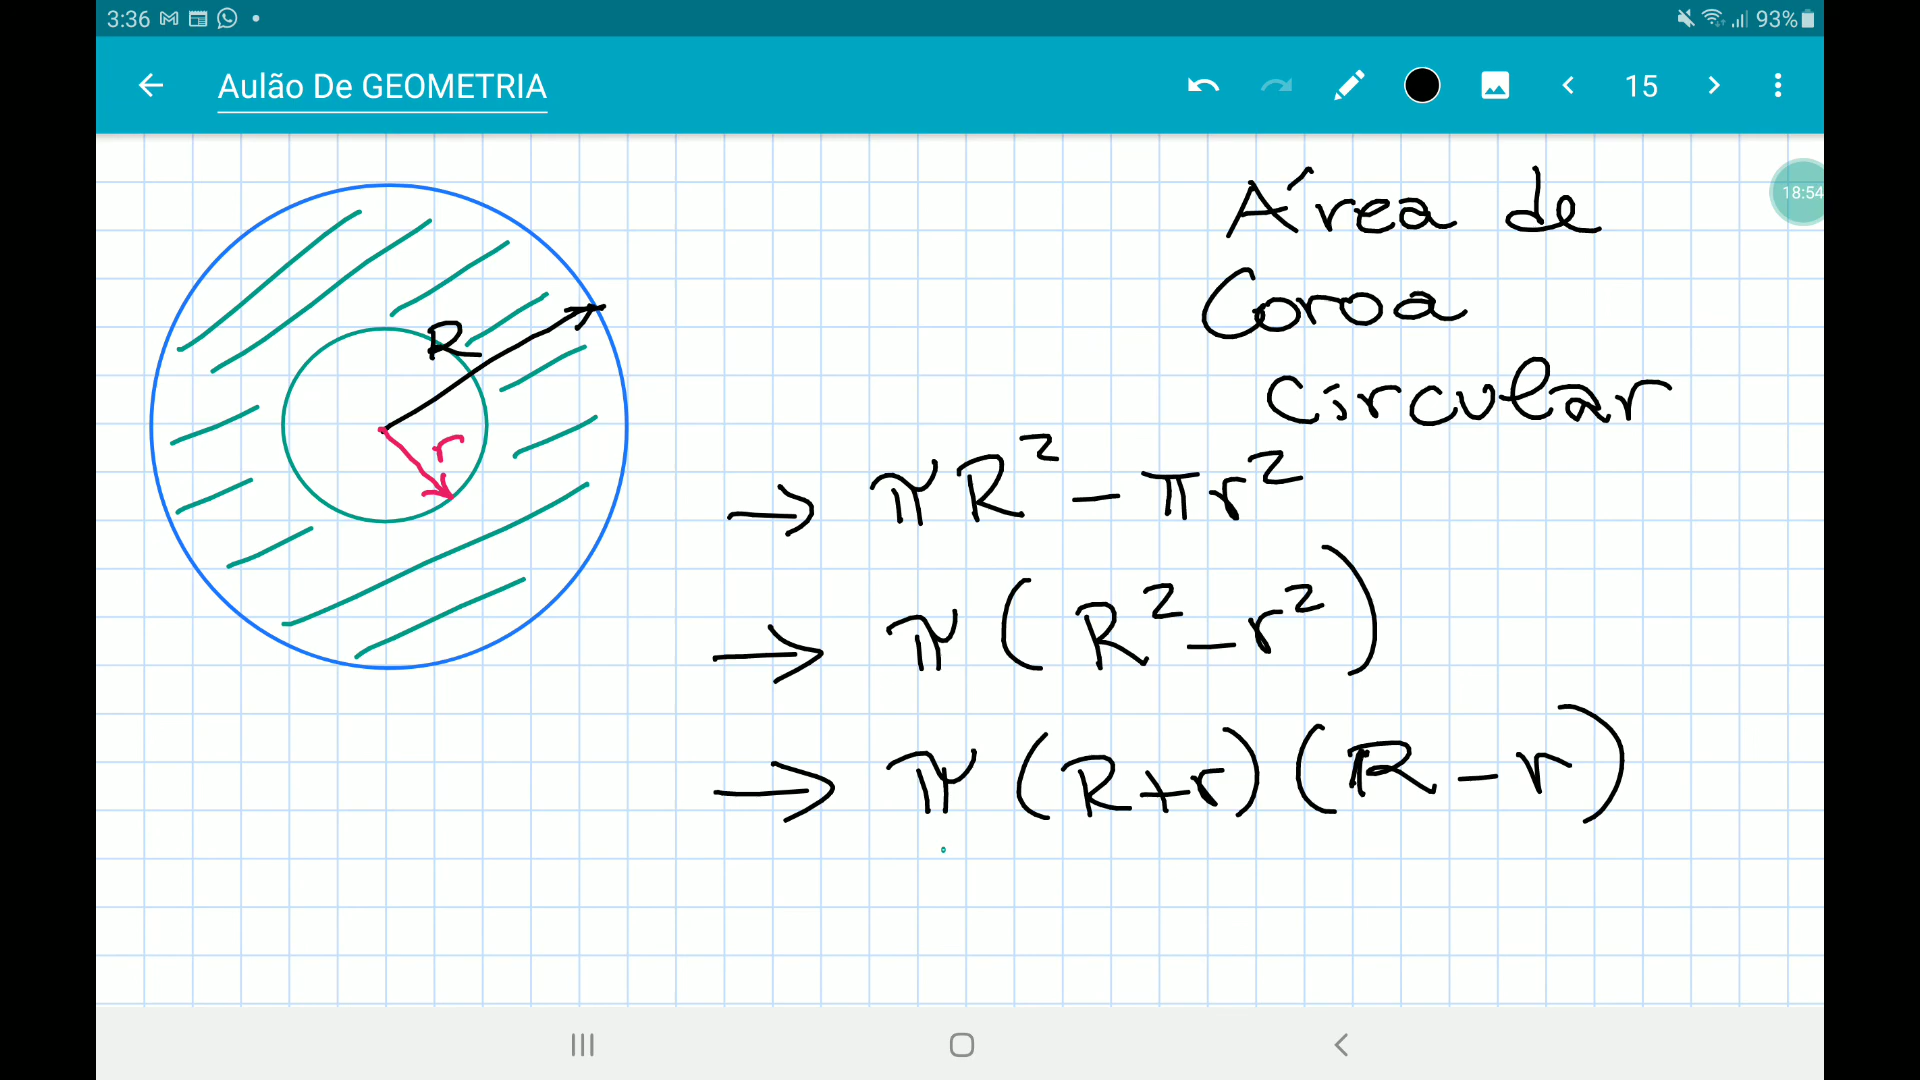 3:36
93%
Aulão De GEOMETRIA
15
18:54
Área de
Coroa
circular
R
r
→ πR² - πr²
→ π(R² - r²)
→ π(R+r)(R-r)